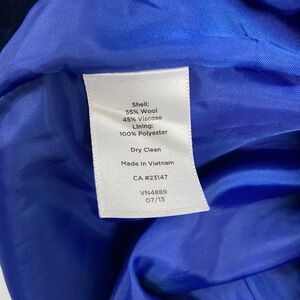 Shell:
55% Wool
45% Viscose
Lining:
100% Polyester
Dry Clean
Made in Vietnam
CA #23147
VN4889
07/13